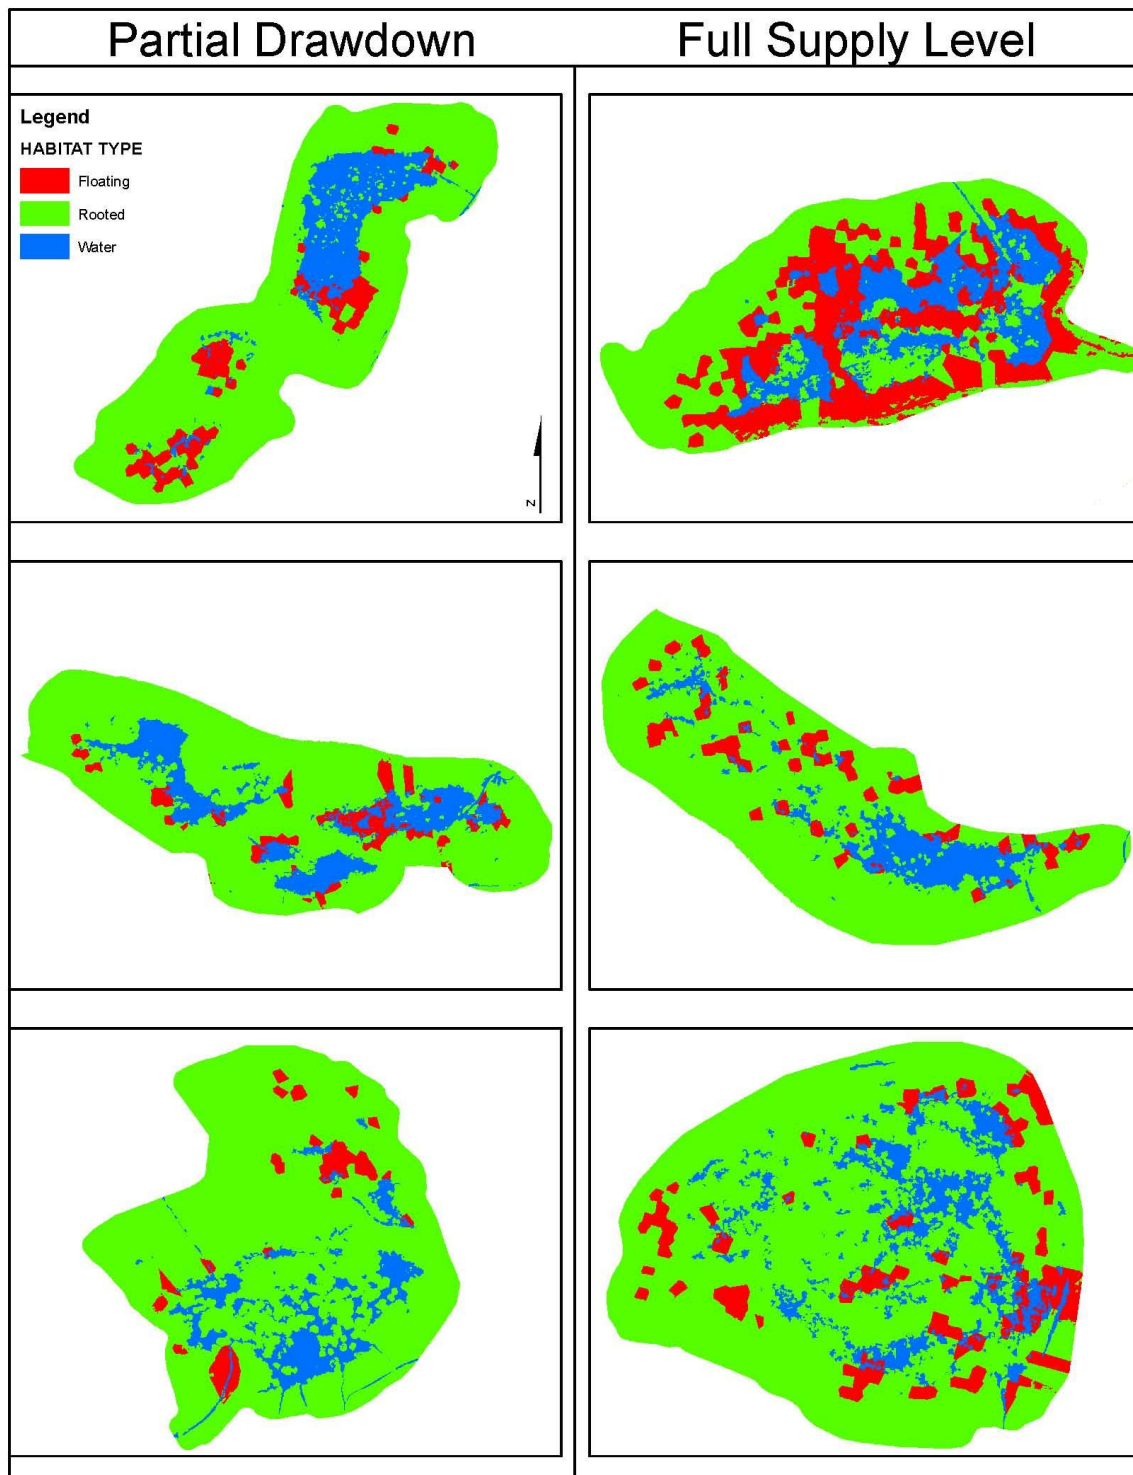 Partial Drawdown
Full Supply Level
Legend
HABITAT TYPE
Floating
Rooted
Water
N